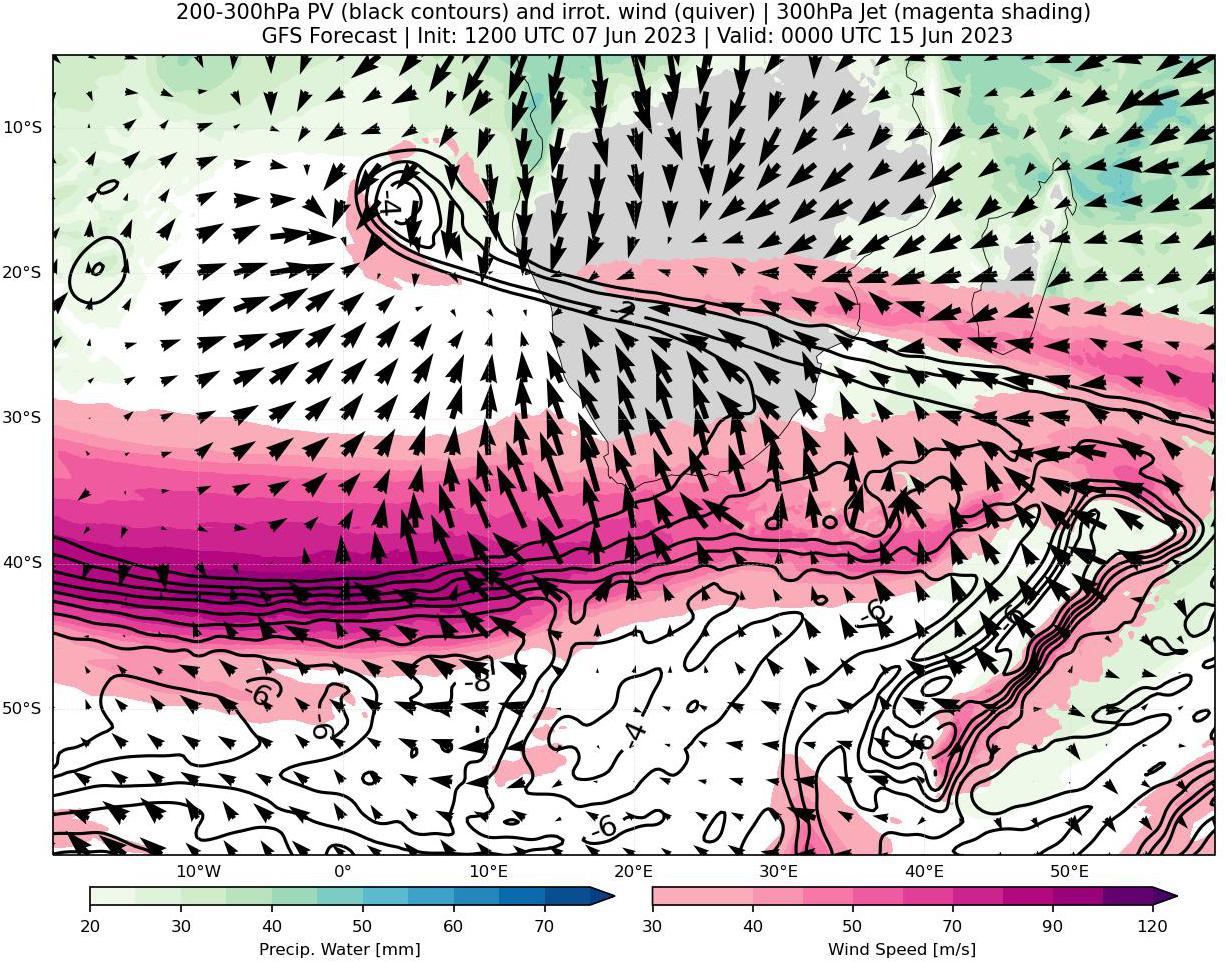 200-300hPa PV (black contours) and irrot. wind (quiver) | 300hPa Jet (magenta shading)
GFS Forecast | Init: 1200 UTC 07 Jun 2023 | Valid: 0000 UTC 15 Jun 2023
10°S
-4
20°S
0
-2
30°S
40°S
-6
-6
-8
-6
-6
50°S
-4
-6
-6
10°W 0° 10°E 20°E 30°E 40°E 50°E
20 30 40 50 60 70
30 40 50 70 90 120
Precip. Water [mm] Wind Speed [m/s]